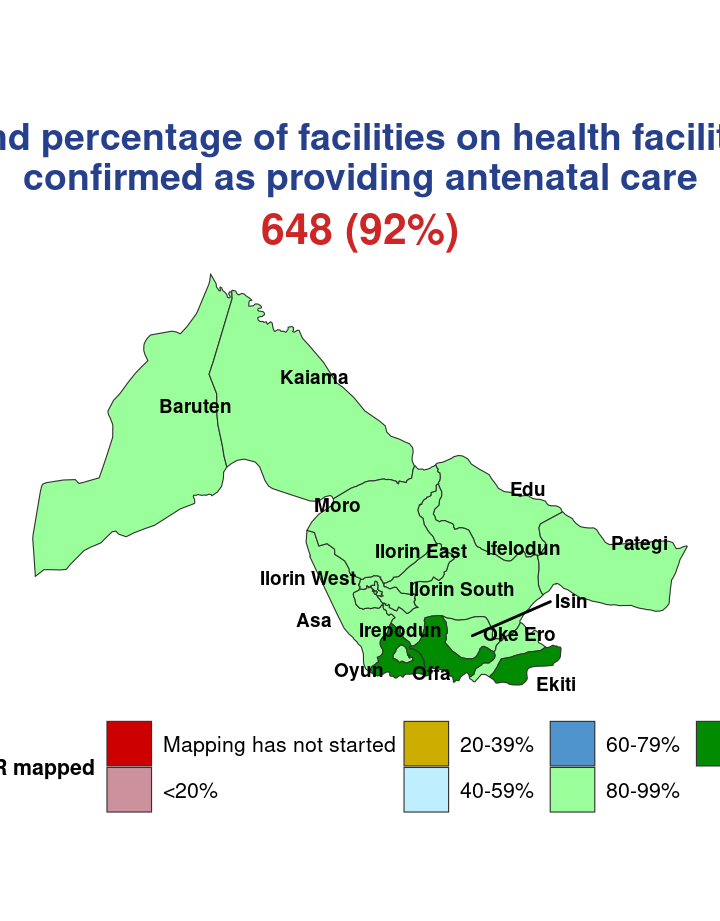 nd percentage of facilities on health facilit
confirmed as providing antenatal care
648 (92%)
Kaiama
Baruten
Edu
Moro
Pategi
Ilorin East
Ifelodun
Ilorin West
Ilorin South
Isin
Asa
Irepodun
Oke Ero
Oyun
Offa
Ekiti
R mapped
Mapping has not started
20-39%
60-79%
<20%
40-59%
80-99%